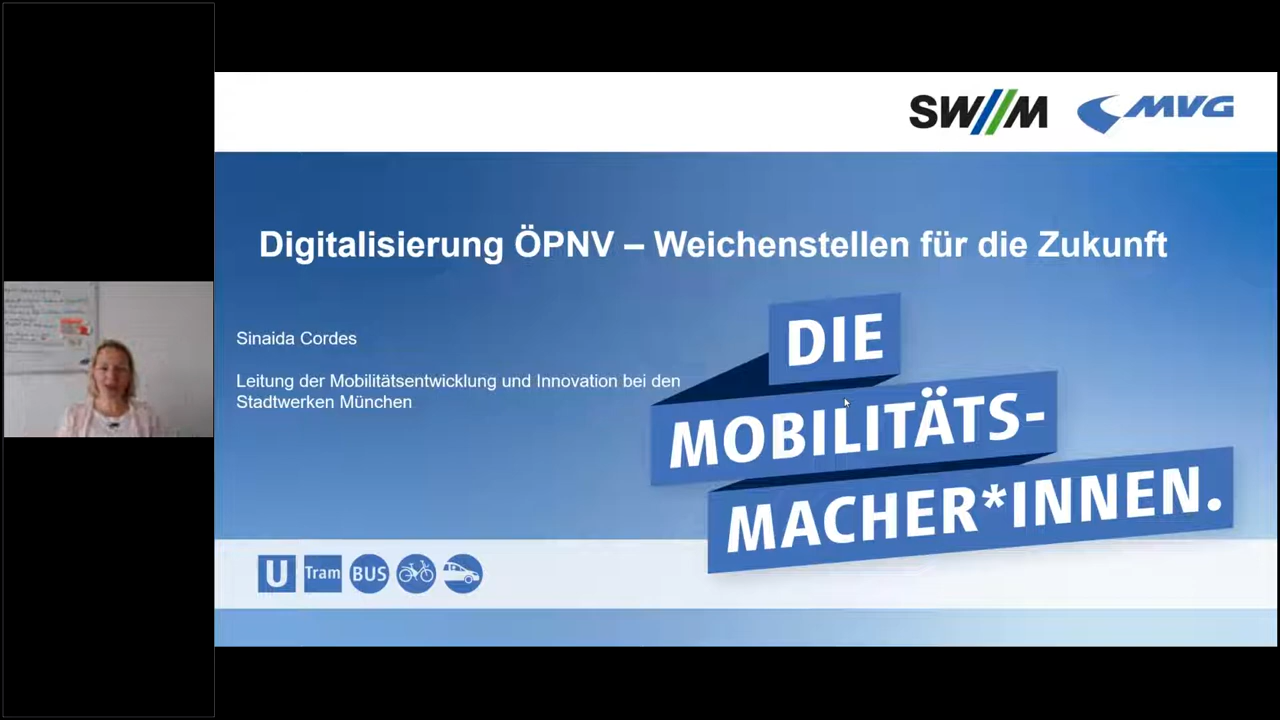 SW//M MVG
Digitalisierung ÖPNV – Weichenstellen für die Zukunft
Sinaida Cordes
Leitung der Mobilitätsentwicklung und Innovation bei den
Stadtwerken München
DIE
MOBILITÄTS-
MACHER*INNEN.
U Tram BUS